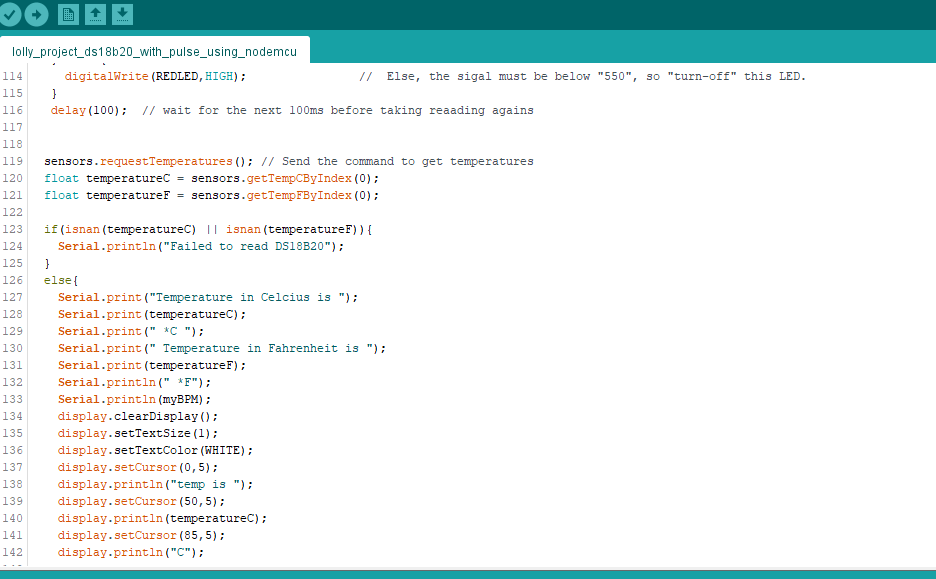 lolly_project_ds18b20_with_pulse_using_nodemcu
114 digitalWrite(REDLED,HIGH); // Else, the sigal must be below "550", so "turn-off" this LED.
115 }
116 delay(100); // wait for the next 100ms before taking reaading agains
117
118
119 sensors.requestTemperatures(); // Send the command to get temperatures
120 float temperatureC = sensors.getTempCByIndex(0);
121 float temperatureF = sensors.getTempFByIndex(0);
122
123 if(isnan(temperatureC) || isnan(temperatureF)){
124 Serial.println("Failed to read DS18B20");
125 }
126 else{
127 Serial.print("Temperature in Celcius is ");
128 Serial.print(temperatureC);
129 Serial.print(" *C ");
130 Serial.print(" Temperature in Fahrenheit is ");
131 Serial.print(temperatureF);
132 Serial.println(" *F");
133 Serial.println(myBPM);
134 display.clearDisplay();
135 display.setTextSize(1);
136 display.setTextColor(WHITE);
137 display.setCursor(0,5);
138 display.println("temp is ");
139 display.setCursor(50,5);
140 display.println(temperatureC);
141 display.setCursor(85,5);
142 display.println("C");